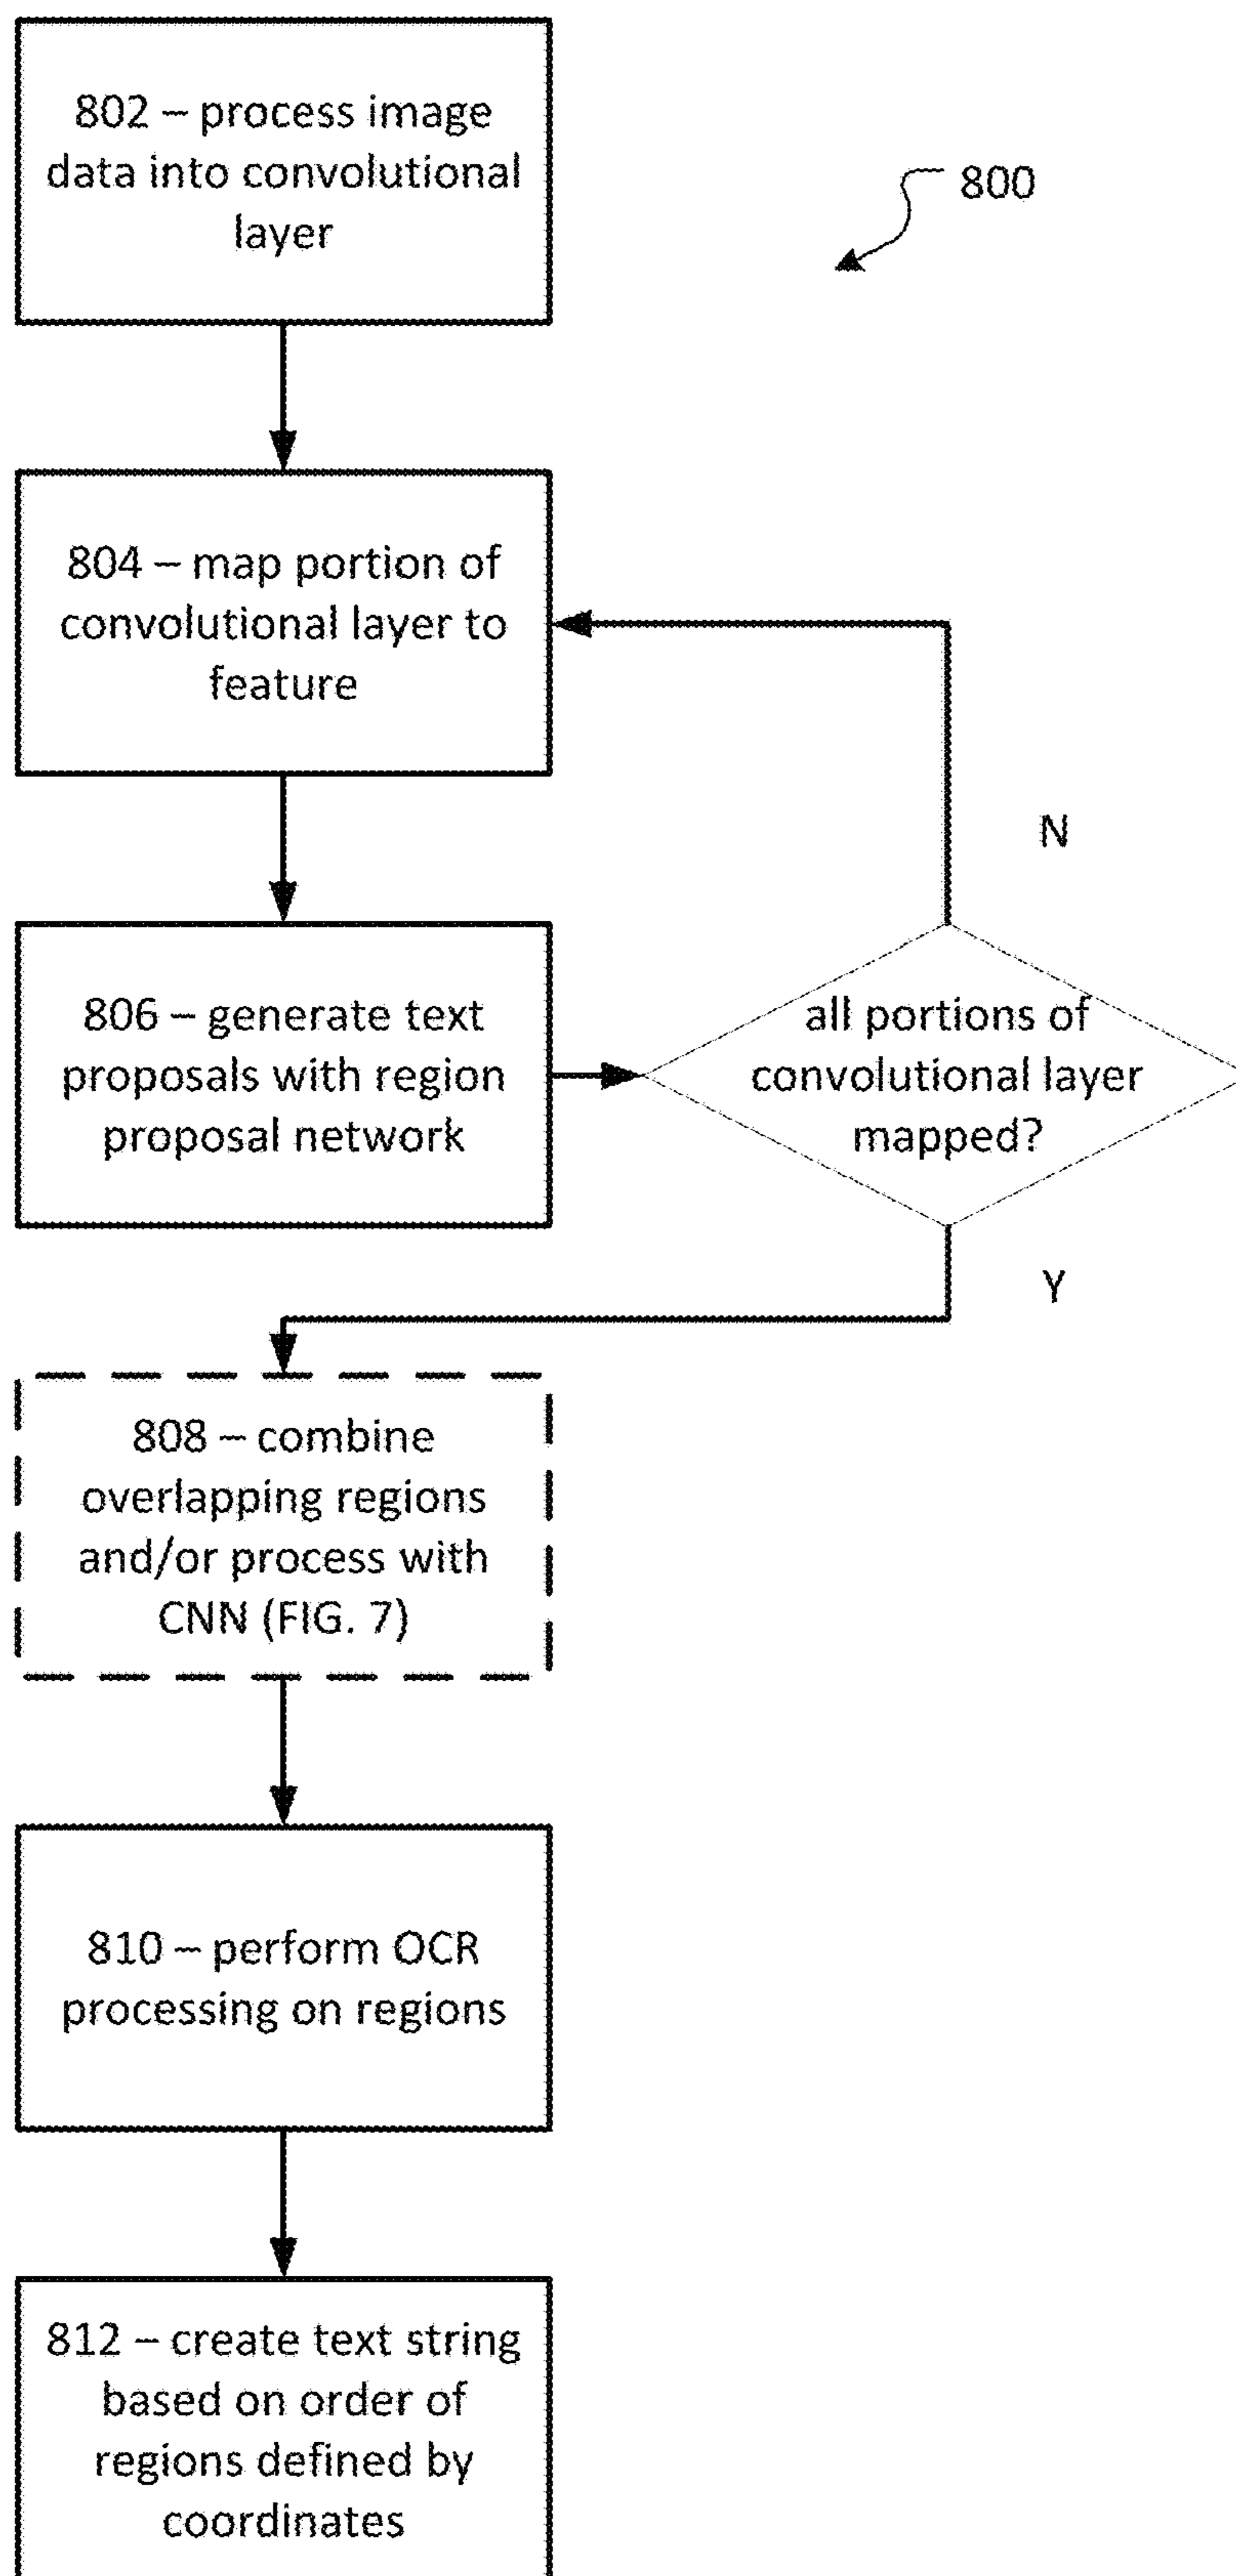 802 – process image
data into convolutional
layer
800
804 – map portion of
convolutional layer to
feature
N
806 – generate text
proposals with region
proposal network
all portions of
convolutional layer
mapped?
Y
808 – combine
overlapping regions
and/or process with
CNN (FIG. 7)
810 – perform OCR
processing on regions
812 – create text string
based on order of
regions defined by
coordinates